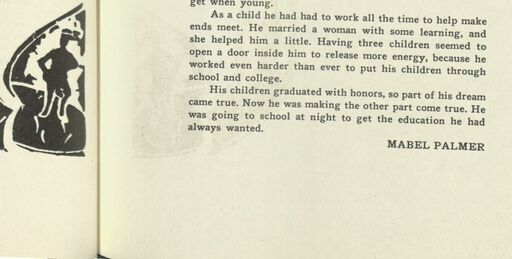 get when young.
As a child he had had to work all the time to help make
ends meet. He married a woman with some learning, and
she helped him a little. Having three children seemed to
open a door inside him to release more energy, because he
worked even harder than ever to put his children through
school and college.
His children graduated with honors, so part of his dream
came true. Now he was making the other part come true. He
was going to school at night to get the education he had
always wanted.
MABEL PALMER